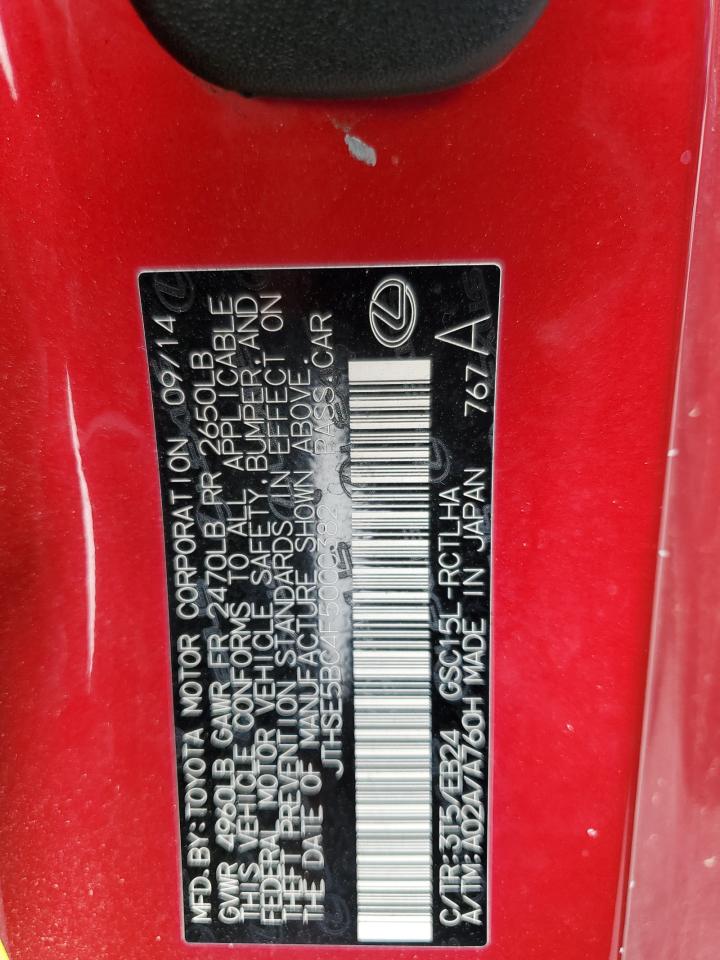 MFD.BY:TOYOTA MOTOR CORPORATION 09/14
GVWR 4960LB GAWR FR 2470LB RR 2650LB
THIS VEHICLE CONFORMS TO ALL APPLICABLE
FEDERAL MOTOR VEHICLE SAFETY, BUMPER, AND
THEFT PREVENTION STANDARDS IN EFFECT ON
THE DATE OF MANUFACTURE SHOWN ABOVE.
PASS.CAR
C/TR:3T5/EB24 GSC15L-RCTLHA
A/TM:A02A/A760H MADE IN JAPAN 767 A